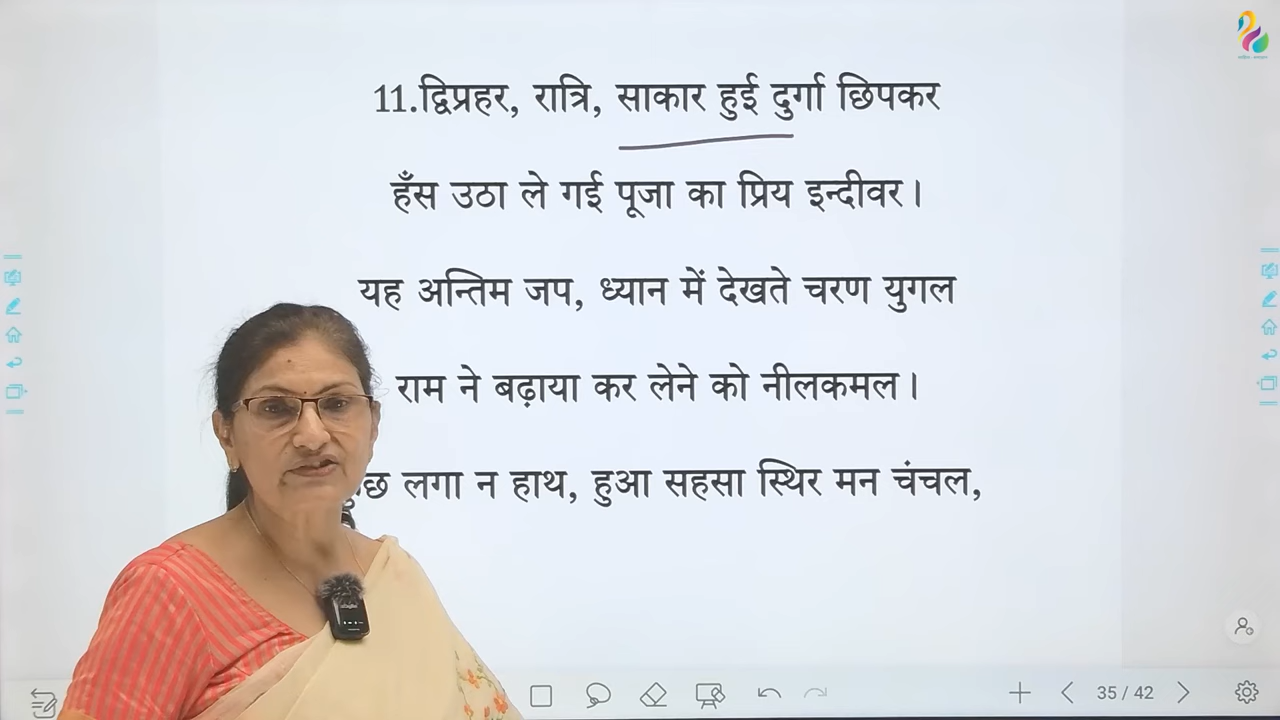 11.द्विप्रहर, रात्रि, साकार हुई दुर्गा छिपकर
हँस उठा ले गई पूजा का प्रिय इन्दीवर।
यह अन्तिम जप, ध्यान में देखते चरण युगल
राम ने बढ़ाया कर लेने को नीलकमल।
लगा न हाथ, हुआ सहसा स्थिर मन चंचल,
35 / 42